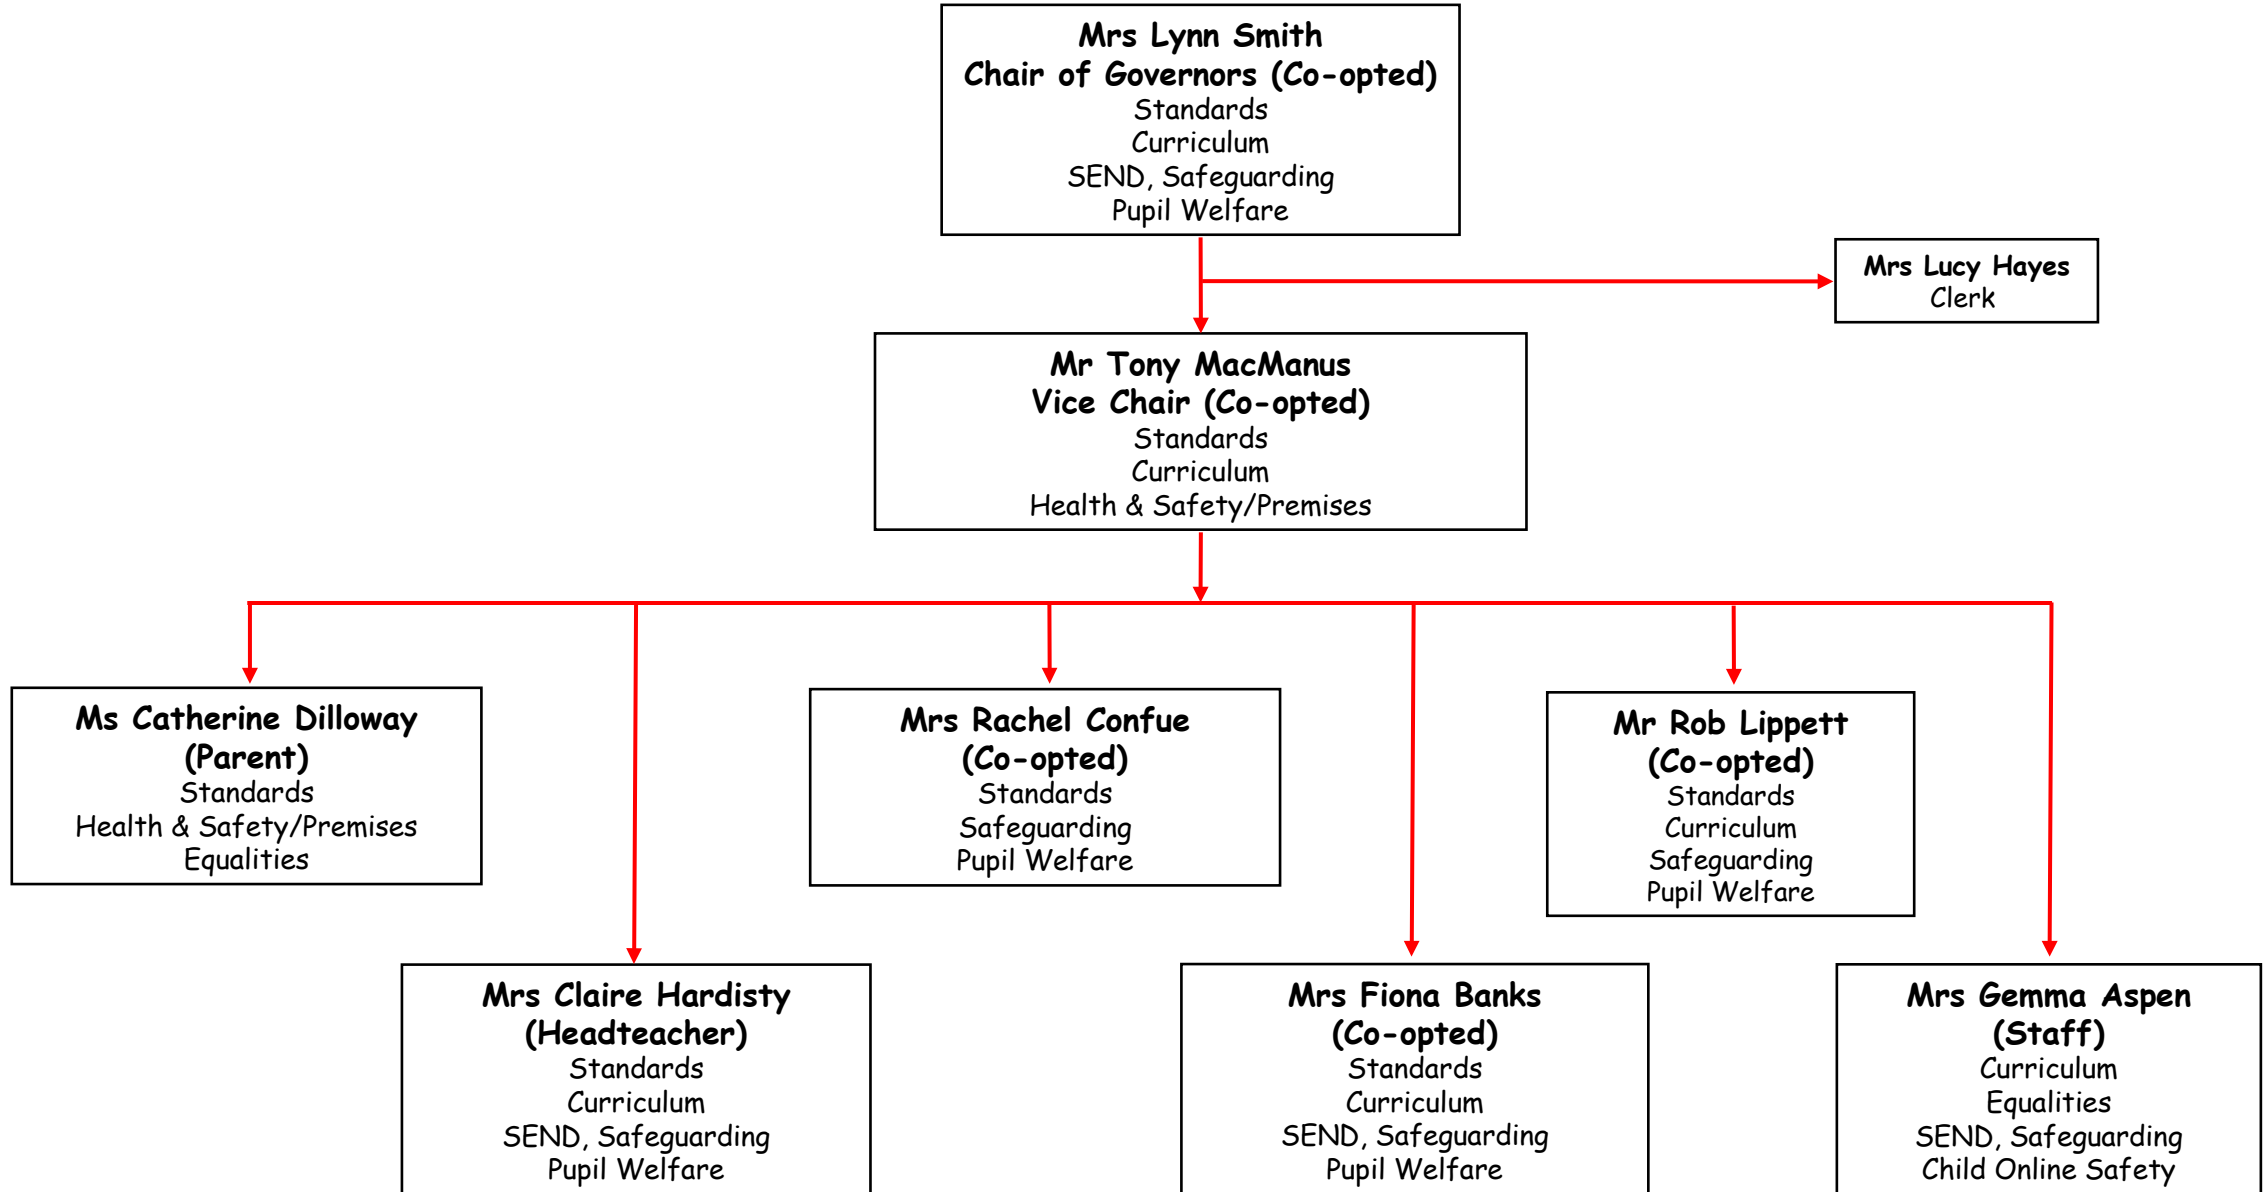 Mrs Lynn Smith
Chair of Governors (Co-opted)
Standards
Curriculum
SEND, Safeguarding
Pupil Welfare
Mrs Lucy Hayes
Clerk
Mr Tony MacManus
Vice Chair (Co-opted)
Standards
Curriculum
Health & Safety/Premises
Ms Catherine Dilloway
(Parent)
Standards
Health & Safety/Premises
Equalities
Mrs Rachel Confue
(Co-opted)
Standards
Safeguarding
Pupil Welfare
Mr Rob Lippett
(Co-opted)
Standards
Curriculum
Safeguarding
Pupil Welfare
Mrs Claire Hardisty
(Headteacher)
Standards
Curriculum
SEND, Safeguarding
Pupil Welfare
Mrs Fiona Banks
(Co-opted)
Standards
Curriculum
SEND, Safeguarding
Pupil Welfare
Mrs Gemma Aspen
(Staff)
Curriculum
Equalities
SEND, Safeguarding
Child Online Safety